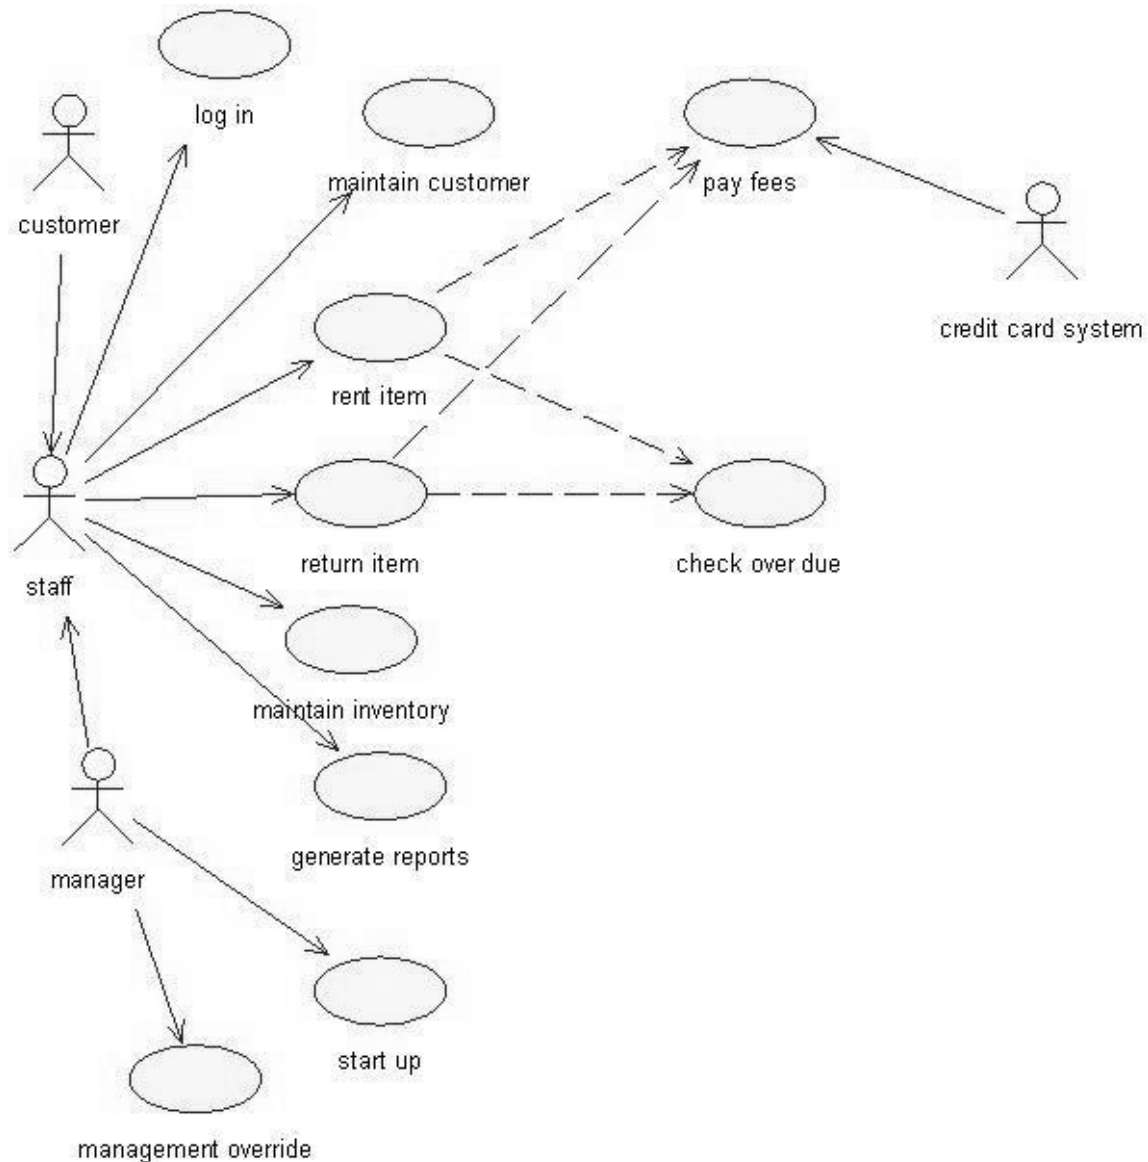 log in
customer
maintain customer
pay fees
credit card system
rent item
return item
check over due
staff
maintain inventory
generate reports
manager
start up
management override